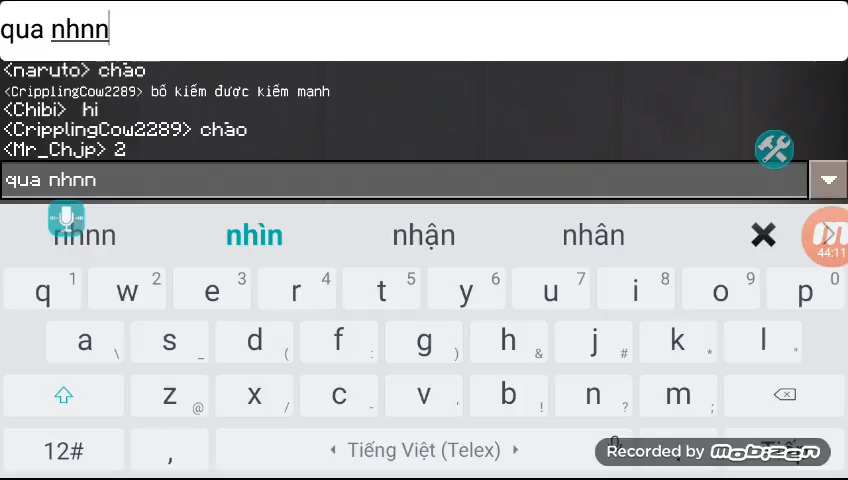 qua nhnn
<naruto> chào
<CripplingCow2289> bố kiếm được kiếm mạnh
<Chibi> hi
<CripplingCow2289> chào
<Mr_Chjp> 2
qua nhnn
nhnn nhìn nhận nhân
44:11
q 1 w 2 e 3 r 4 t 5 y 6 u 7 i 8 o 9 p 0
a \ s _ d ( f : g ) h & j # k * l "
z @ x / c - v ' b ! n ? m ;
12# , Tiếng Việt (Telex) Tiếp
Recorded by mobizen